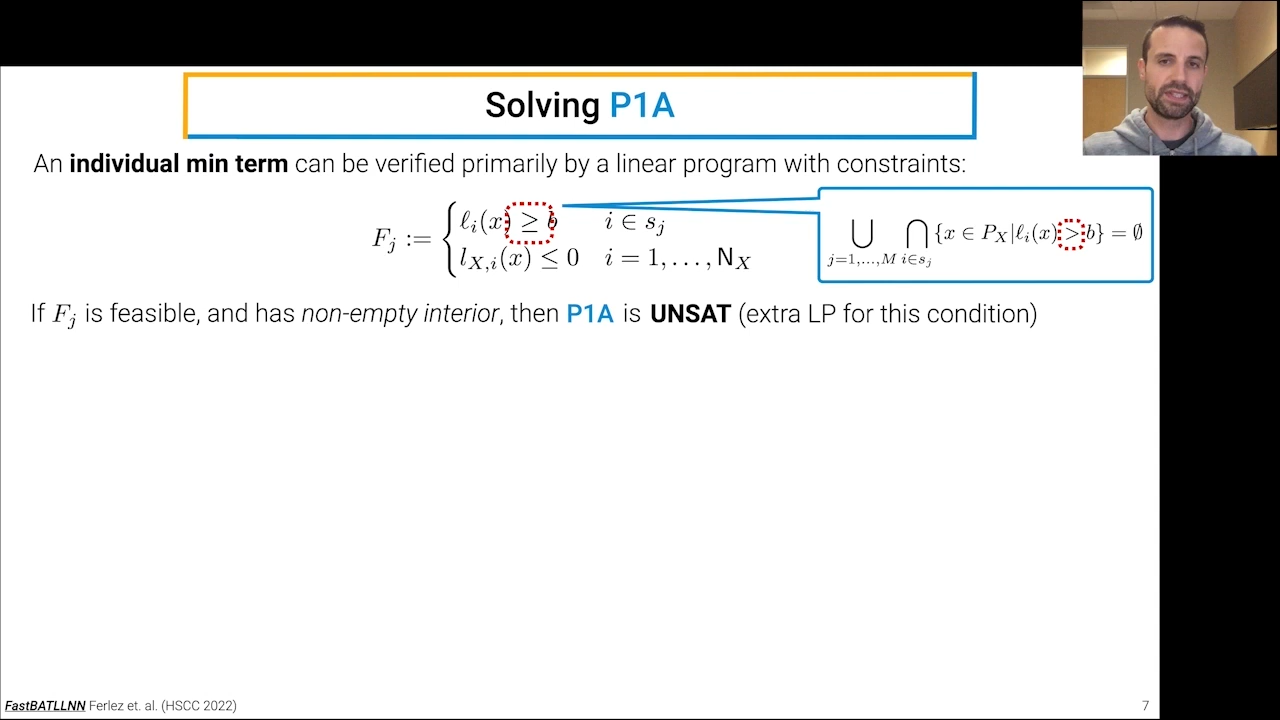 Solving P1A
An individual min term can be verified primarily by a linear program with constraints:
F_j := { ℓ_i(x) ≥ b i ∈ s_j
l_{X,i}(x) ≤ 0 i = 1, . . . , N_X
⋃_{j=1,...,M} ⋂_{i∈s_j} {x ∈ P_X|ℓ_i(x) > b} = ∅
If F_j is feasible, and has non-empty interior, then P1A is UNSAT (extra LP for this condition)
FastBATLLNN Ferlez et. al. (HSCC 2022)
7